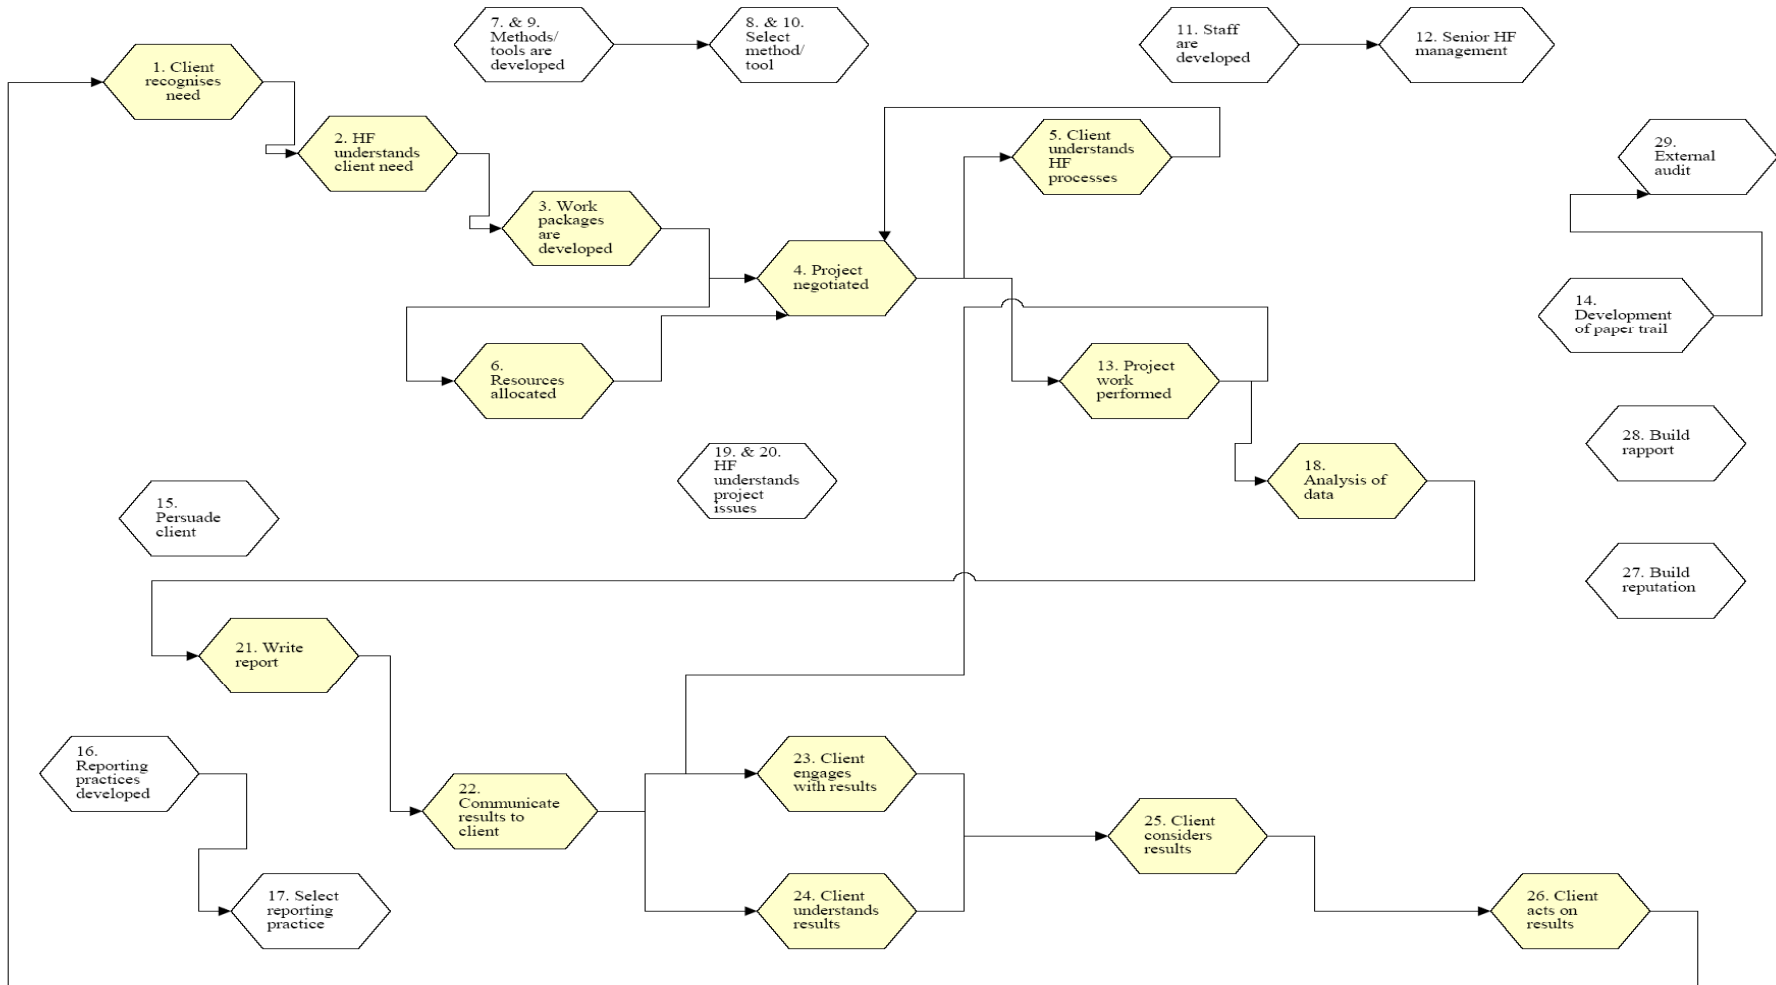 7. & 9.
Methods/
tools are
developed
8. & 10.
Select
method/
tool
11. Staff
are
developed
12. Senior HF
management
1. Client
recognises
need
2. HF
understands
client need
5. Client
understands
HF
processes
29.
External
audit
3. Work
packages
are
developed
4. Project
negotiated
14.
Development
of paper trail
6.
Resources
allocated
13. Project
work
performed
28. Build
rapport
19. & 20.
HF
understands
project
issues
18.
Analysis of
data
15.
Persuade
client
27. Build
reputation
21. Write
report
16.
Reporting
practices
developed
22.
Communicate
results to
client
23. Client
engages
with results
25. Client
considers
results
17. Select
reporting
practice
24. Client
understands
results
26. Client
acts on
results